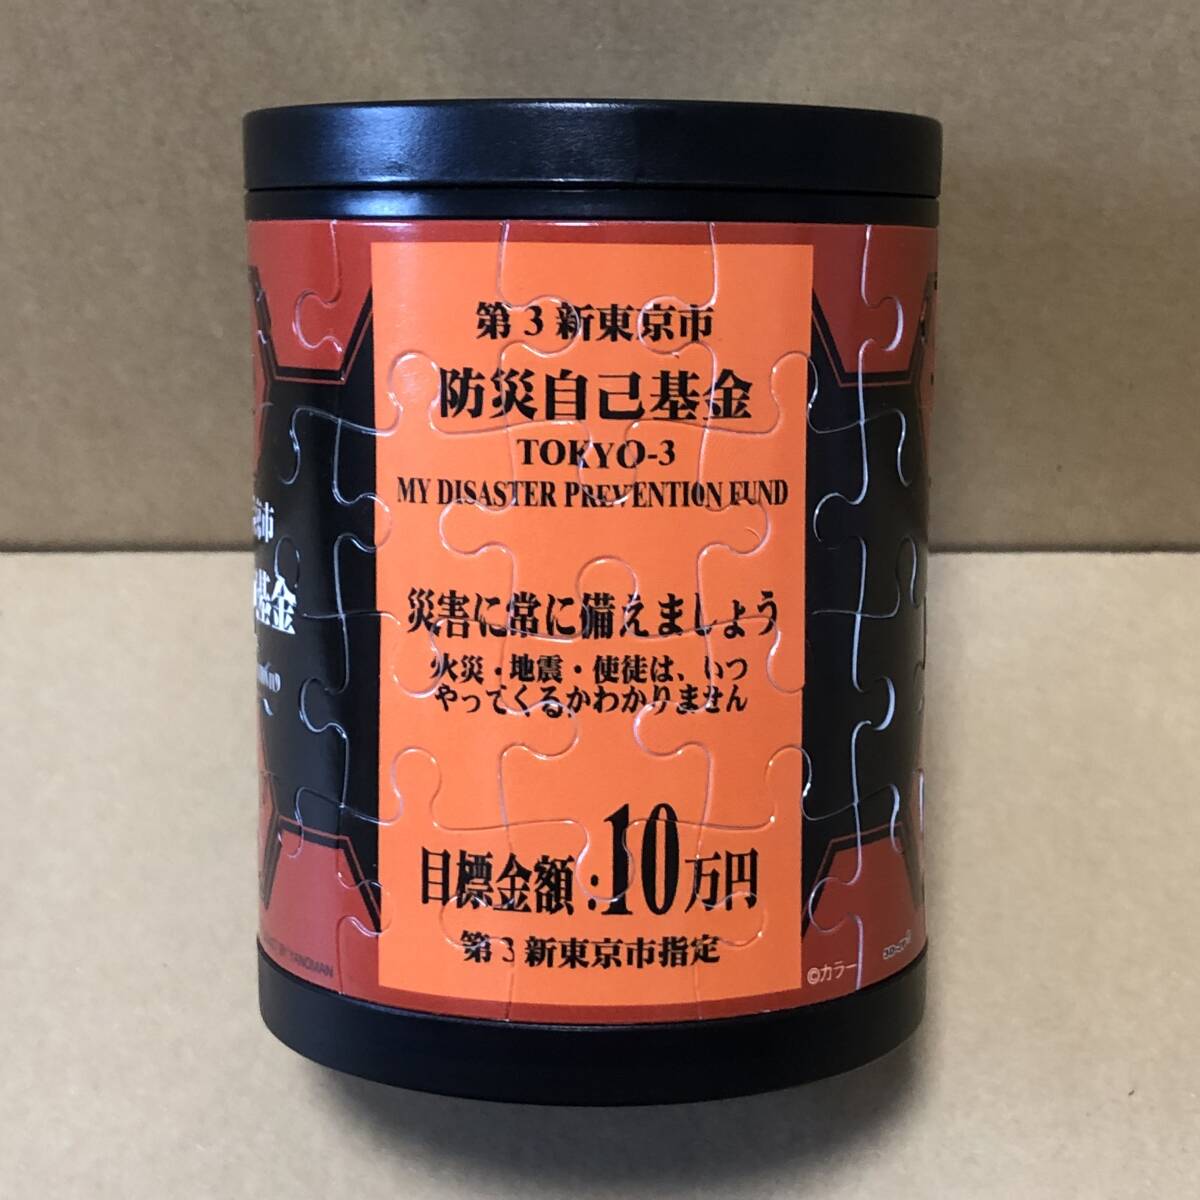 第3新東京市
防災自己基金
TOKYO-3
MY DISASTER PREVENTION FUND
災害に常に備えましょう
火災・地震・使徒は、いつ
やってくるかわかりません
目標金額:10万円
第3新東京市指定
基金
YANOMAN
©カラー